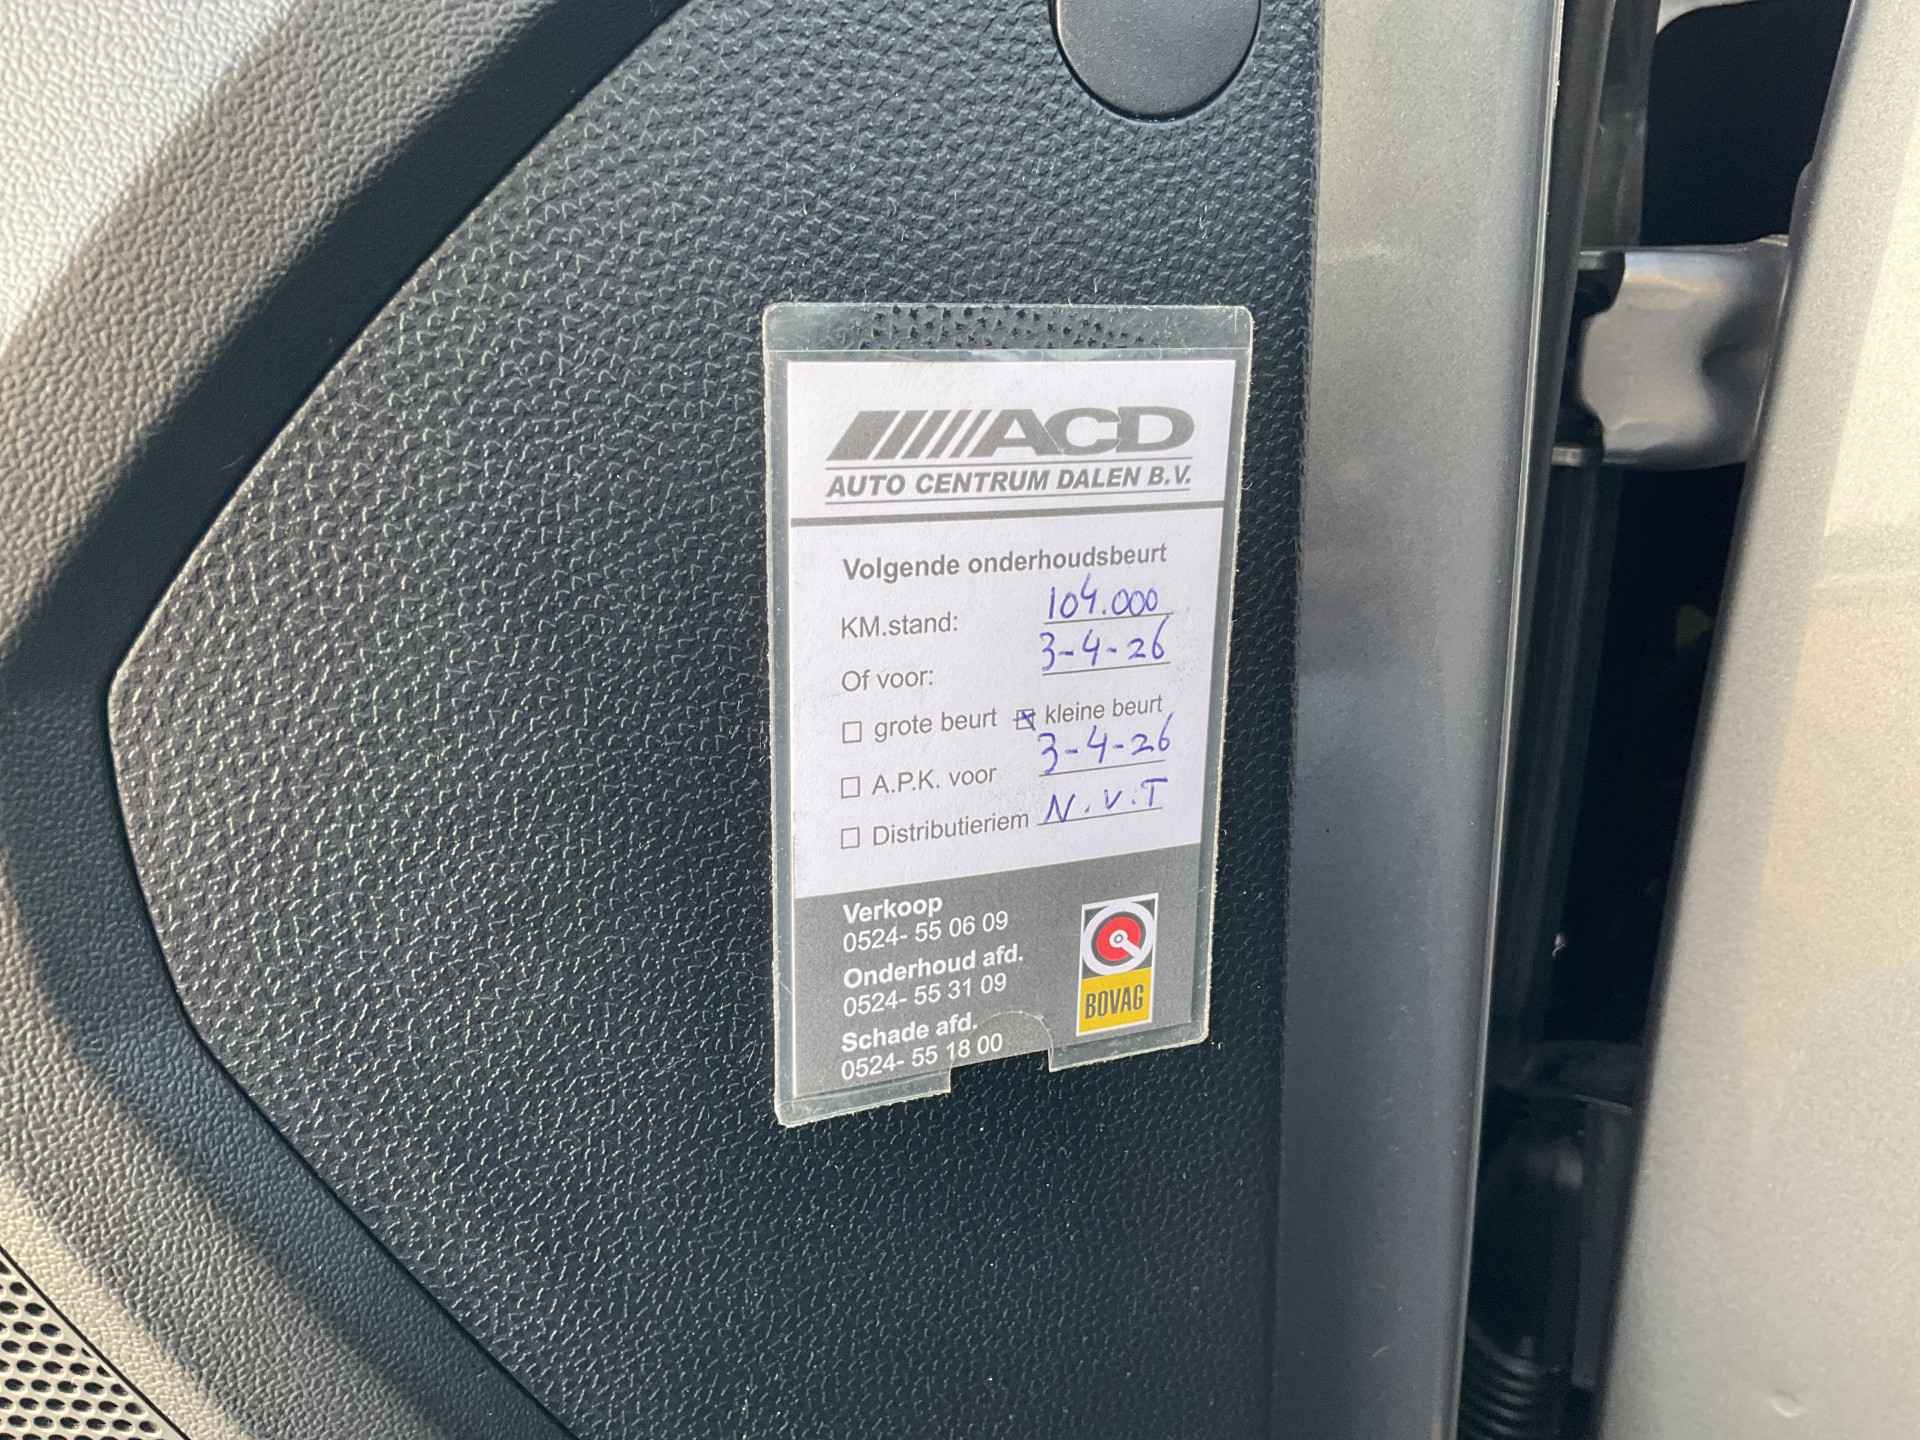 ACD
AUTO CENTRUM DALEN B.V.
Volgende onderhoudsbeurt
KM.stand: 104.000
Of voor: 3-4-26
☐ grote beurt ☒ kleine beurt
☐ A.P.K. voor 3-4-26
☐ Distributieriem N.V.T
Verkoop
0524- 55 06 09
Onderhoud afd.
0524- 55 31 09
Schade afd.
0524- 55 18 00
BOVAG